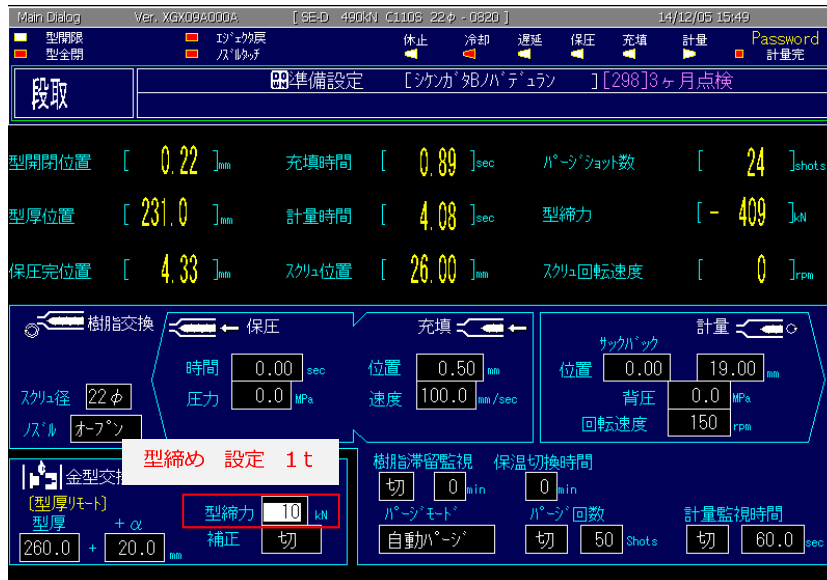 Main Dialog Ver. XGX09A000A [ SE-D 490kN C110S 22φ - 0320 ] 14/12/05 15:49
型開限 エジェクタ戻 休止 冷却 遅延 保圧 充填 計量 Password
型全閉 ノズルタッチ 計量完
段取 準備設定 [ シケンカﾞタBノバデュラン ] [298]3ヶ月点検
型開閉位置 [ 0.22 ]mm 充填時間 [ 0.89 ]sec パージショット数 [ 24 ]shots
型厚位置 [ 231.0 ]mm 計量時間 [ 4.08 ]sec 型締力 [ - 409 ]kN
保圧完位置 [ 4.33 ]mm スクリュ位置 [ 26.00 ]mm スクリュ回転速度 [ 0 ]rpm
樹脂交換 保圧 充填 計量
サックバック
時間 0.00 sec 位置 0.50 mm 位置 0.00 19.00 mm
スクリュ径 22φ 圧力 0.0 MPa 速度 100.0 mm/sec 背圧 0.0 MPa
ノズル オープン 回転速度 150 rpm
型締め 設定 1t
金型交 樹脂滞留監視 保温切換時間
切 0 min 0 min
[型厚リモート] 型締力 10 kN パージモード パージ回数 計量監視時間
型厚 +α
260.0 + 20.0 mm 補正 切 自動パージ 切 50 Shots 切 60.0 sec